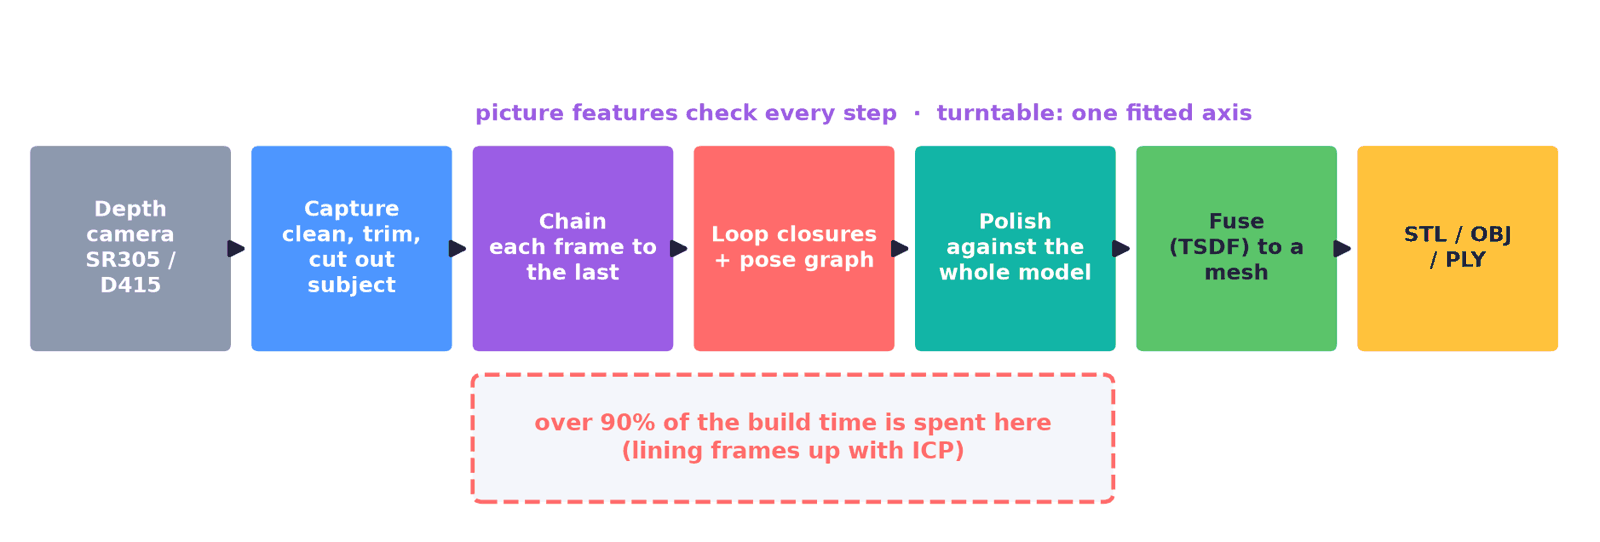 picture features check every step · turntable: one fitted axis
Depth
camera
SR305 /
D415
Capture
clean, trim,
cut out
subject
Chain
each frame to
the last
Loop closures
+ pose graph
Polish
against the
whole model
Fuse
(TSDF) to a
mesh
STL / OBJ
/ PLY
over 90% of the build time is spent here
(lining frames up with ICP)